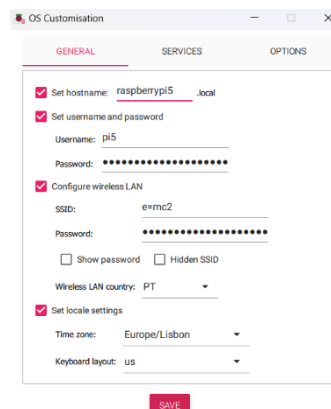 OS Customisation
GENERAL SERVICES OPTIONS
Set hostname: raspberrypi5 .local
Set username and password
Username: pi5
Password: ••••••••••••••••••••
Configure wireless LAN
SSID: e=mc2
Password: •••••••••••••••••••••
Show password Hidden SSID
Wireless LAN country: PT
Set locale settings
Time zone: Europe/Lisbon
Keyboard layout: us
SAVE